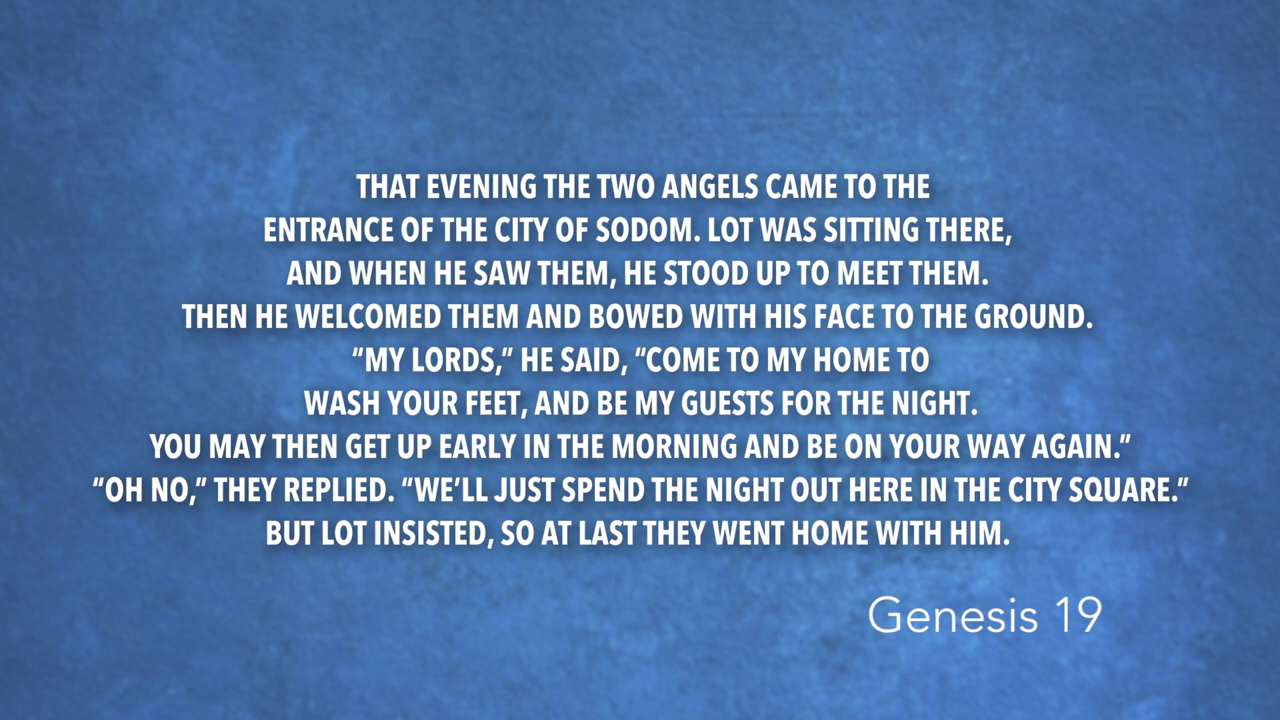 THAT EVENING THE TWO ANGELS CAME TO THE
ENTRANCE OF THE CITY OF SODOM. LOT WAS SITTING THERE,
AND WHEN HE SAW THEM, HE STOOD UP TO MEET THEM.
THEN HE WELCOMED THEM AND BOWED WITH HIS FACE TO THE GROUND.
“MY LORDS,” HE SAID, “COME TO MY HOME TO
WASH YOUR FEET, AND BE MY GUESTS FOR THE NIGHT.
YOU MAY THEN GET UP EARLY IN THE MORNING AND BE ON YOUR WAY AGAIN.”
“OH NO,” THEY REPLIED. “WE’LL JUST SPEND THE NIGHT OUT HERE IN THE CITY SQUARE.”
BUT LOT INSISTED, SO AT LAST THEY WENT HOME WITH HIM.
Genesis 19